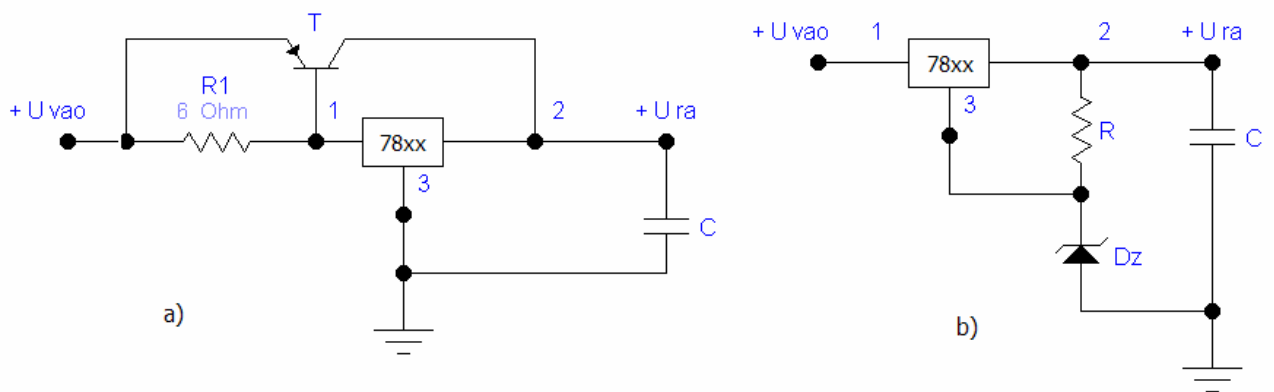 T
R1
6 Ohm
+ U vao
1
2
+ U ra
78xx
3
C
a)
+ U vao
1
2
+ U ra
78xx
3
R
C
Dz
b)